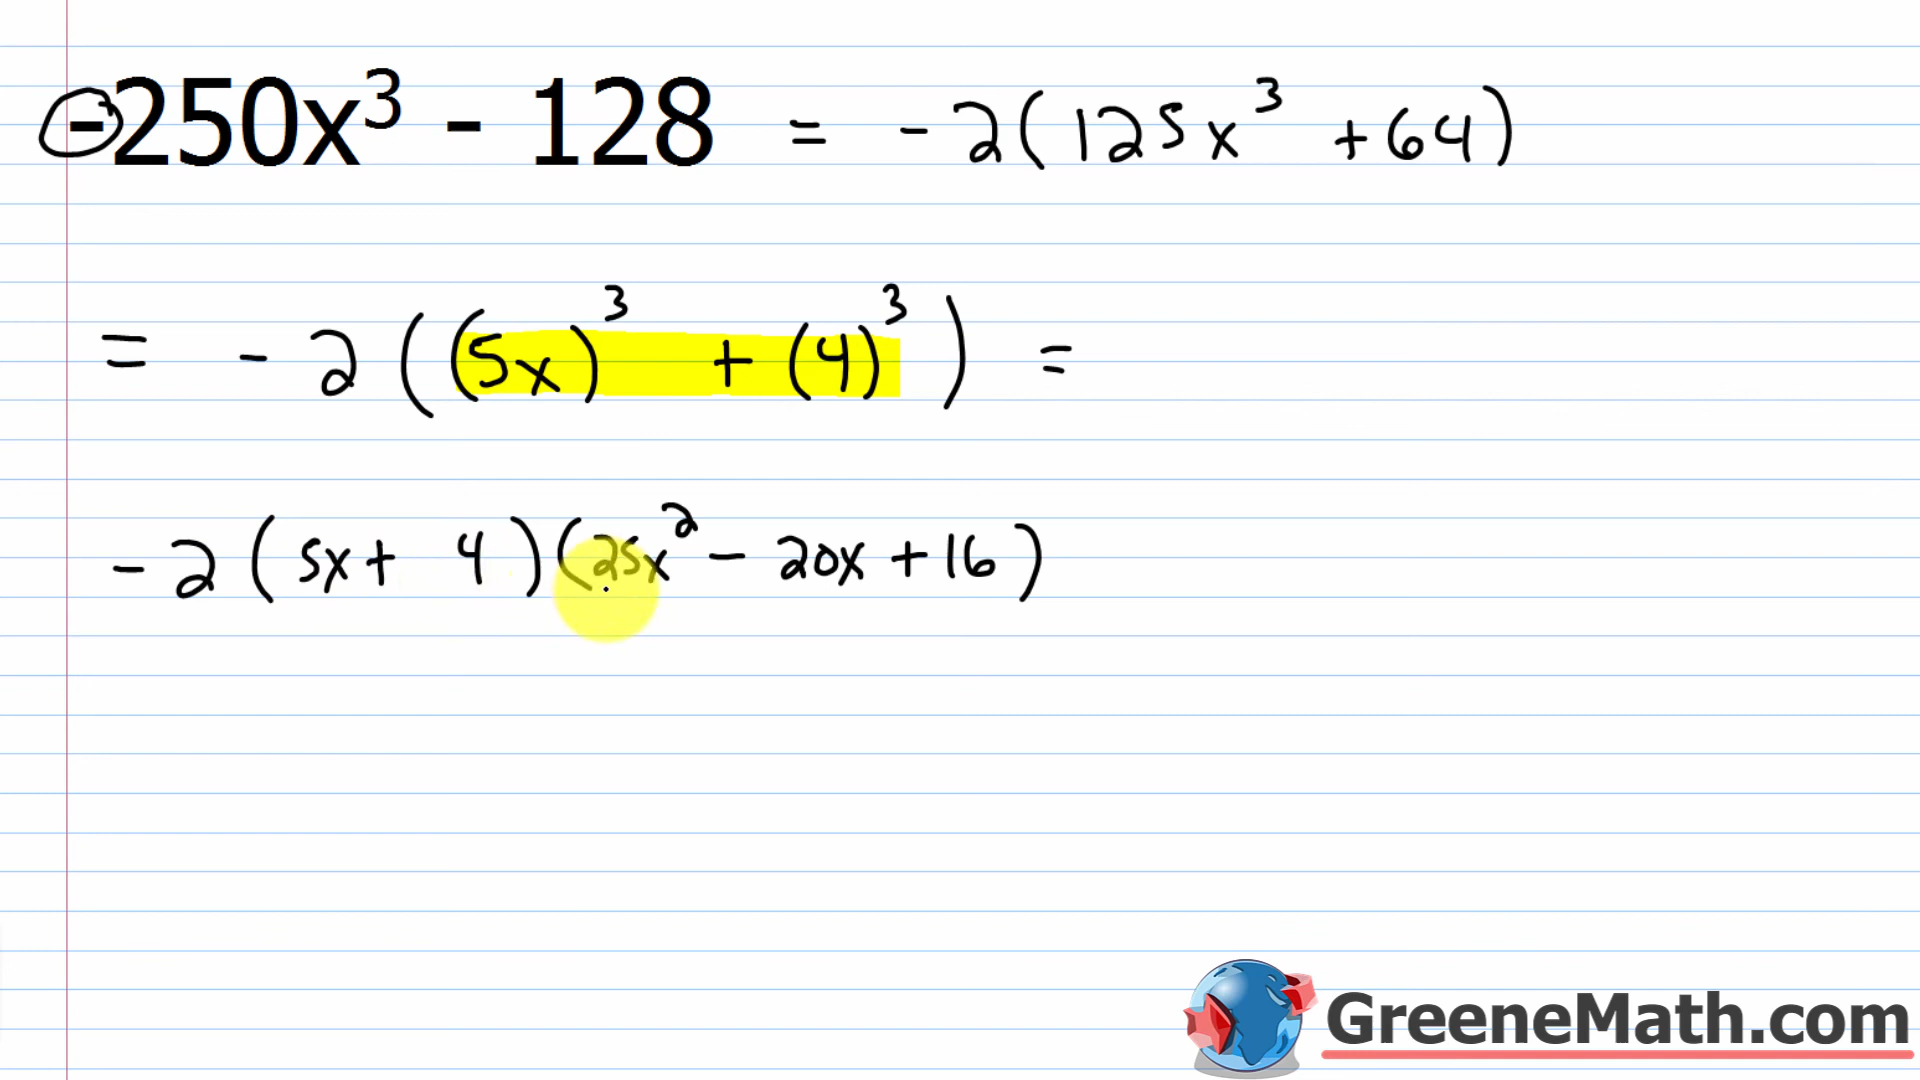 -250x³ - 128 = -2(125x³ + 64)
= -2((5x)³ + (4)³) =
-2(5x + 4)(25x² - 20x + 16)
GreeneMath.com